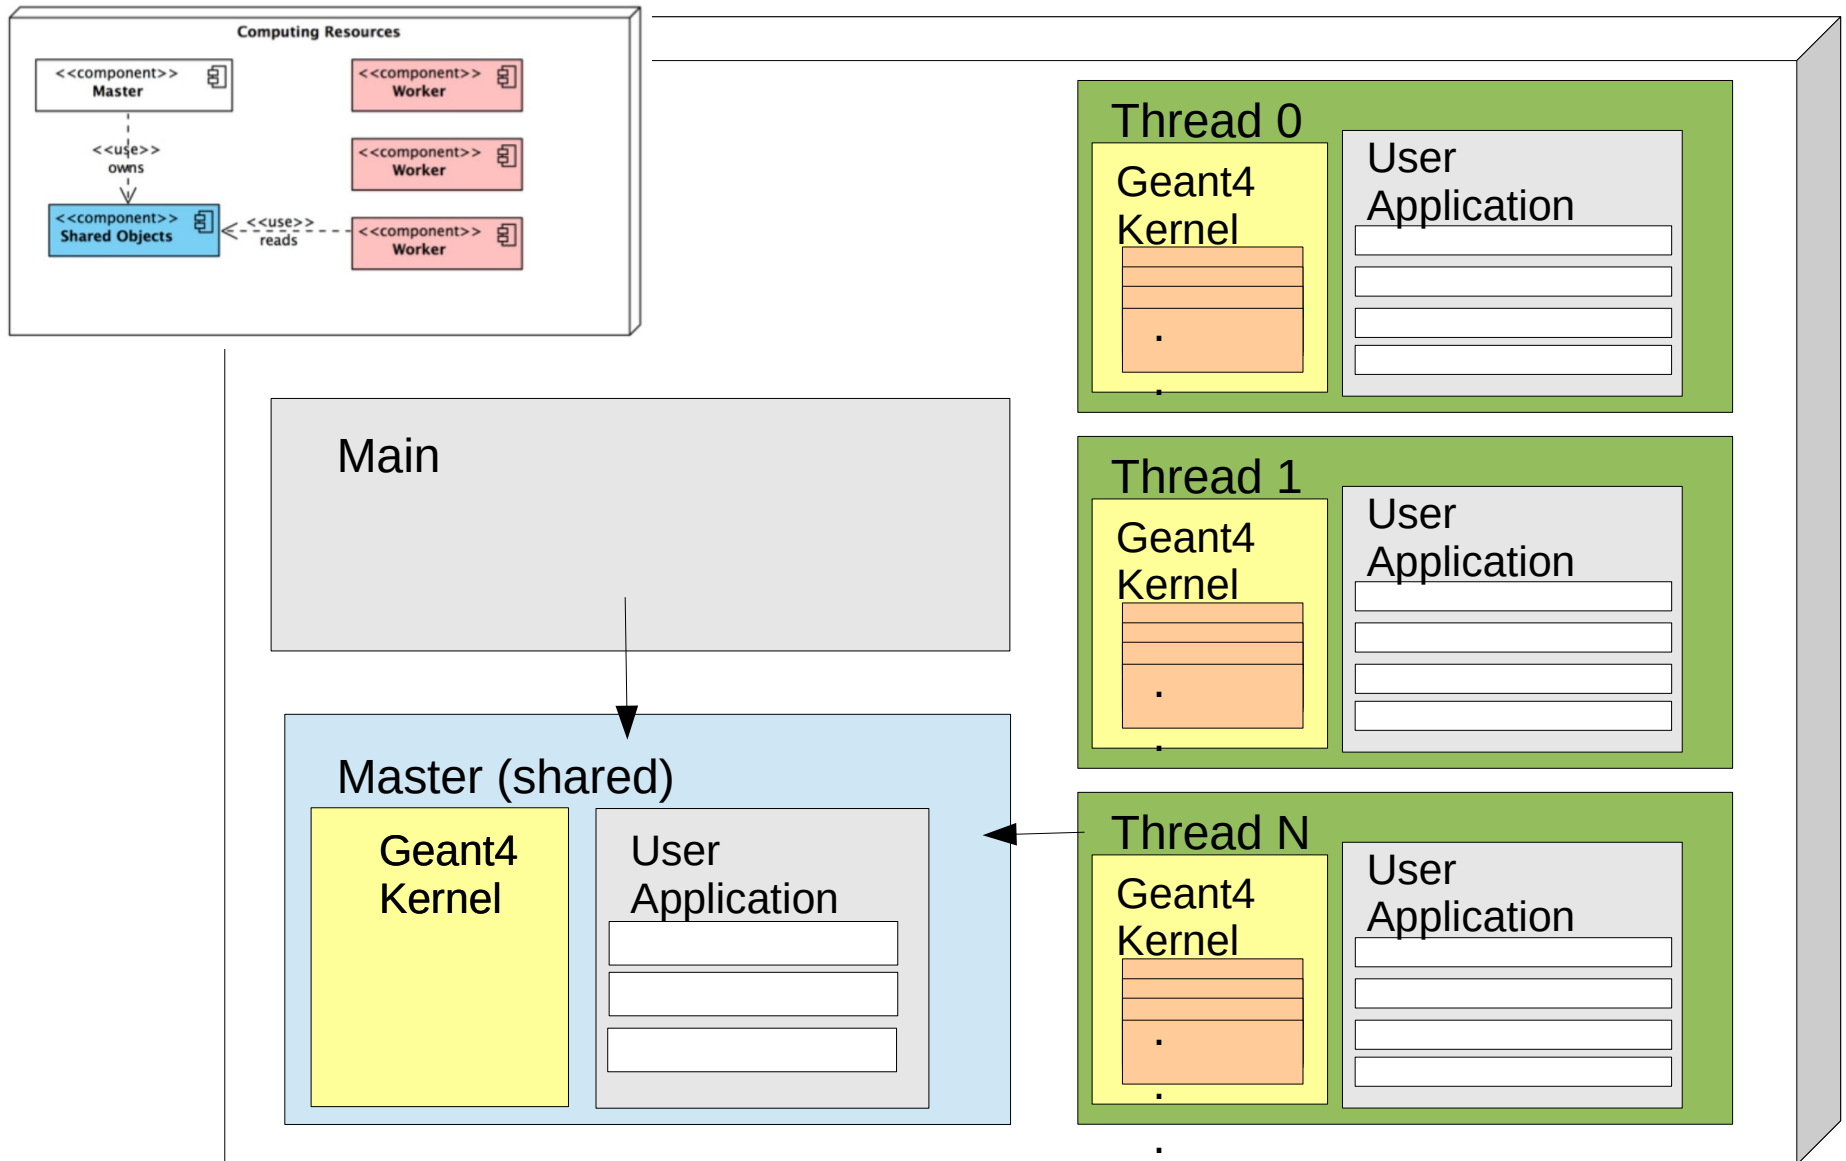 Computing Resources
<<component>>
Master
<<use>>
owns
<<component>>
Shared Objects
<<use>>
reads
<<component>>
Worker
<<component>>
Worker
<<component>>
Worker
Main
Master (shared)
Geant4
Kernel
User
Application
Thread 0
Geant4
Kernel
.
.
User
Application
Thread 1
Geant4
Kernel
.
.
User
Application
Thread N
Geant4
Kernel
.
.
.
User
Application